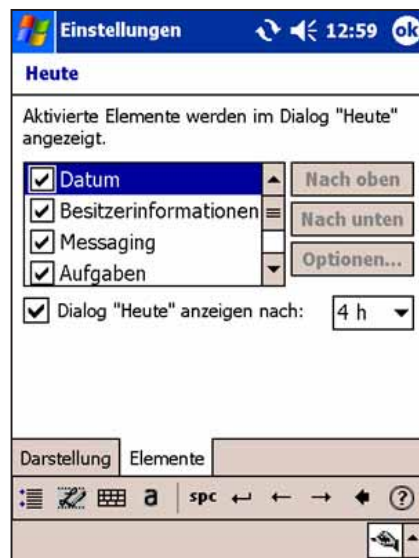 Einstellungen 12:59 ok
Heute
Aktivierte Elemente werden im Dialog "Heute"
angezeigt.
Datum
Besitzerinformationen
Messaging
Aufgaben
Nach oben
Nach unten
Optionen...
Dialog "Heute" anzeigen nach: 4 h
Darstellung Elemente
a spc ?